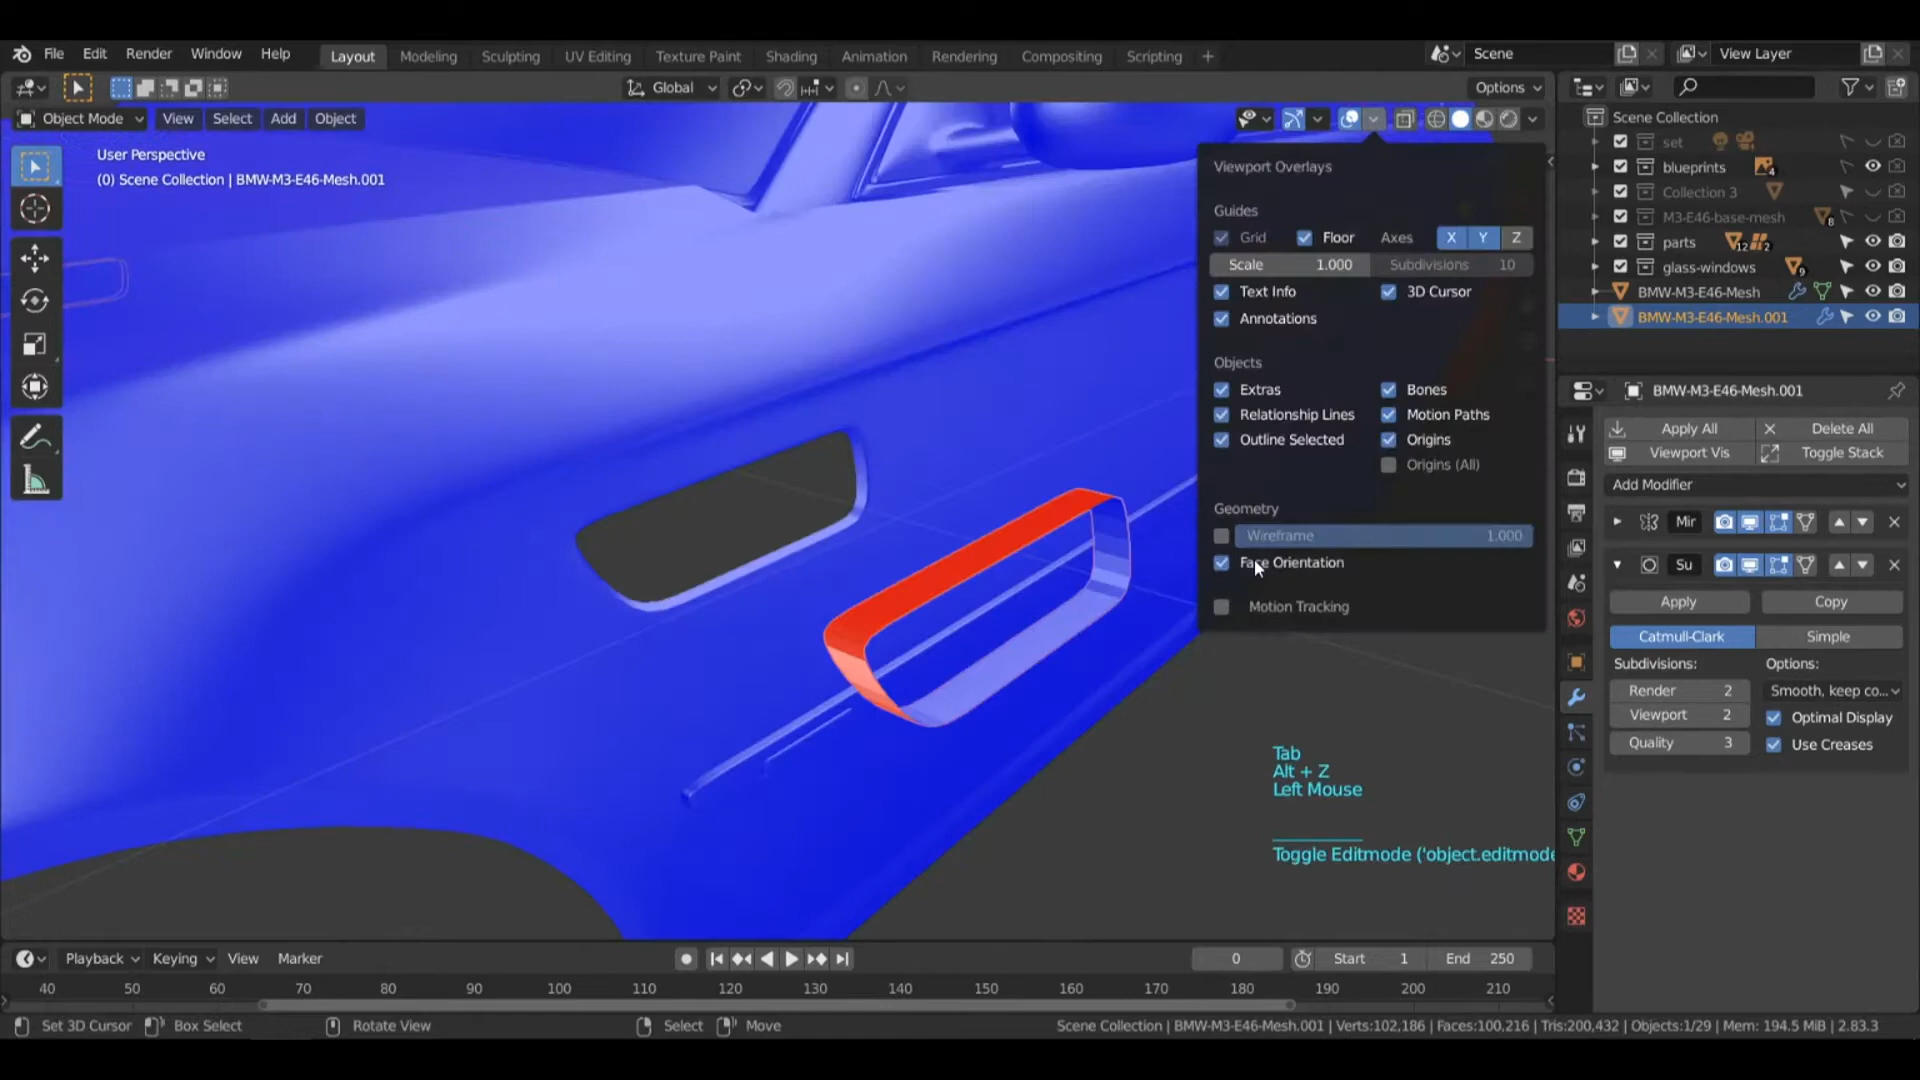 File Edit Render Window Help Layout Modeling Sculpting UV Editing Texture Paint Shading Animation Rendering Compositing Scripting + Scene View Layer
Global Options
Object Mode View Select Add Object
User Perspective
(0) Scene Collection | BMW-M3-E46-Mesh.001
Viewport Overlays
Guides
Grid Floor Axes X Y Z
Scale 1.000 Subdivisions 10
Text Info 3D Cursor
Annotations
Objects
Extras Bones
Relationship Lines Motion Paths
Outline Selected Origins
Origins (All)
Geometry
Wireframe 1.000
Face Orientation
Motion Tracking
Scene Collection
set
blueprints 4
Collection 3
M3-E46-base-mesh 8
parts 12 2
glass-windows 9
BMW-M3-E46-Mesh
BMW-M3-E46-Mesh.001
BMW-M3-E46-Mesh.001
Apply All Delete All
Viewport Vis Toggle Stack
Add Modifier
Mir
Su
Apply Copy
Catmull-Clark Simple
Subdivisions: Options:
Render 2 Smooth, keep co...
Viewport 2 Optimal Display
Quality 3 Use Creases
Tab
Alt + Z
Left Mouse
Toggle Editmode ('object.editmode
Playback Keying View Marker 0 Start 1 End 250
40 50 60 70 80 90 100 110 120 130 140 150 160 170 180 190 200 210
Set 3D Cursor Box Select Rotate View Select Move Scene Collection | BMW-M3-E46-Mesh.001 | Verts:102,186 | Faces:100,216 | Tris:200,432 | Objects:1/29 | Mem: 194.5 MiB | 2.83.3